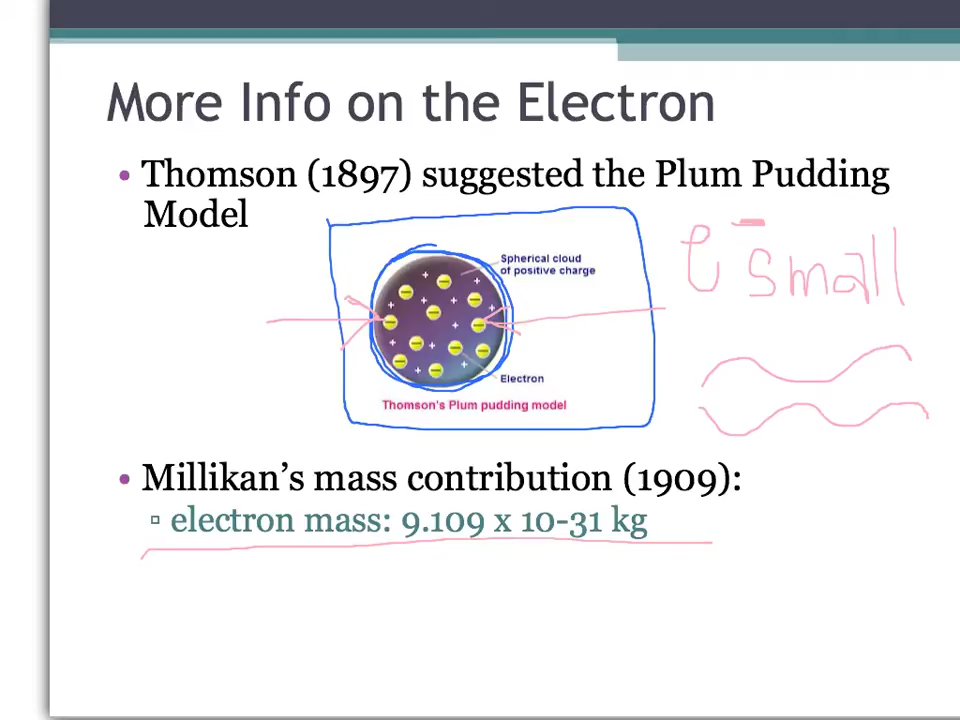 More Info on the Electron
• Thomson (1897) suggested the Plum Pudding
Model
e⁻ small
Spherical cloud
of positive charge
Electron
Thomson's Plum pudding model
• Millikan's mass contribution (1909):
▫ electron mass: 9.109 x 10-31 kg